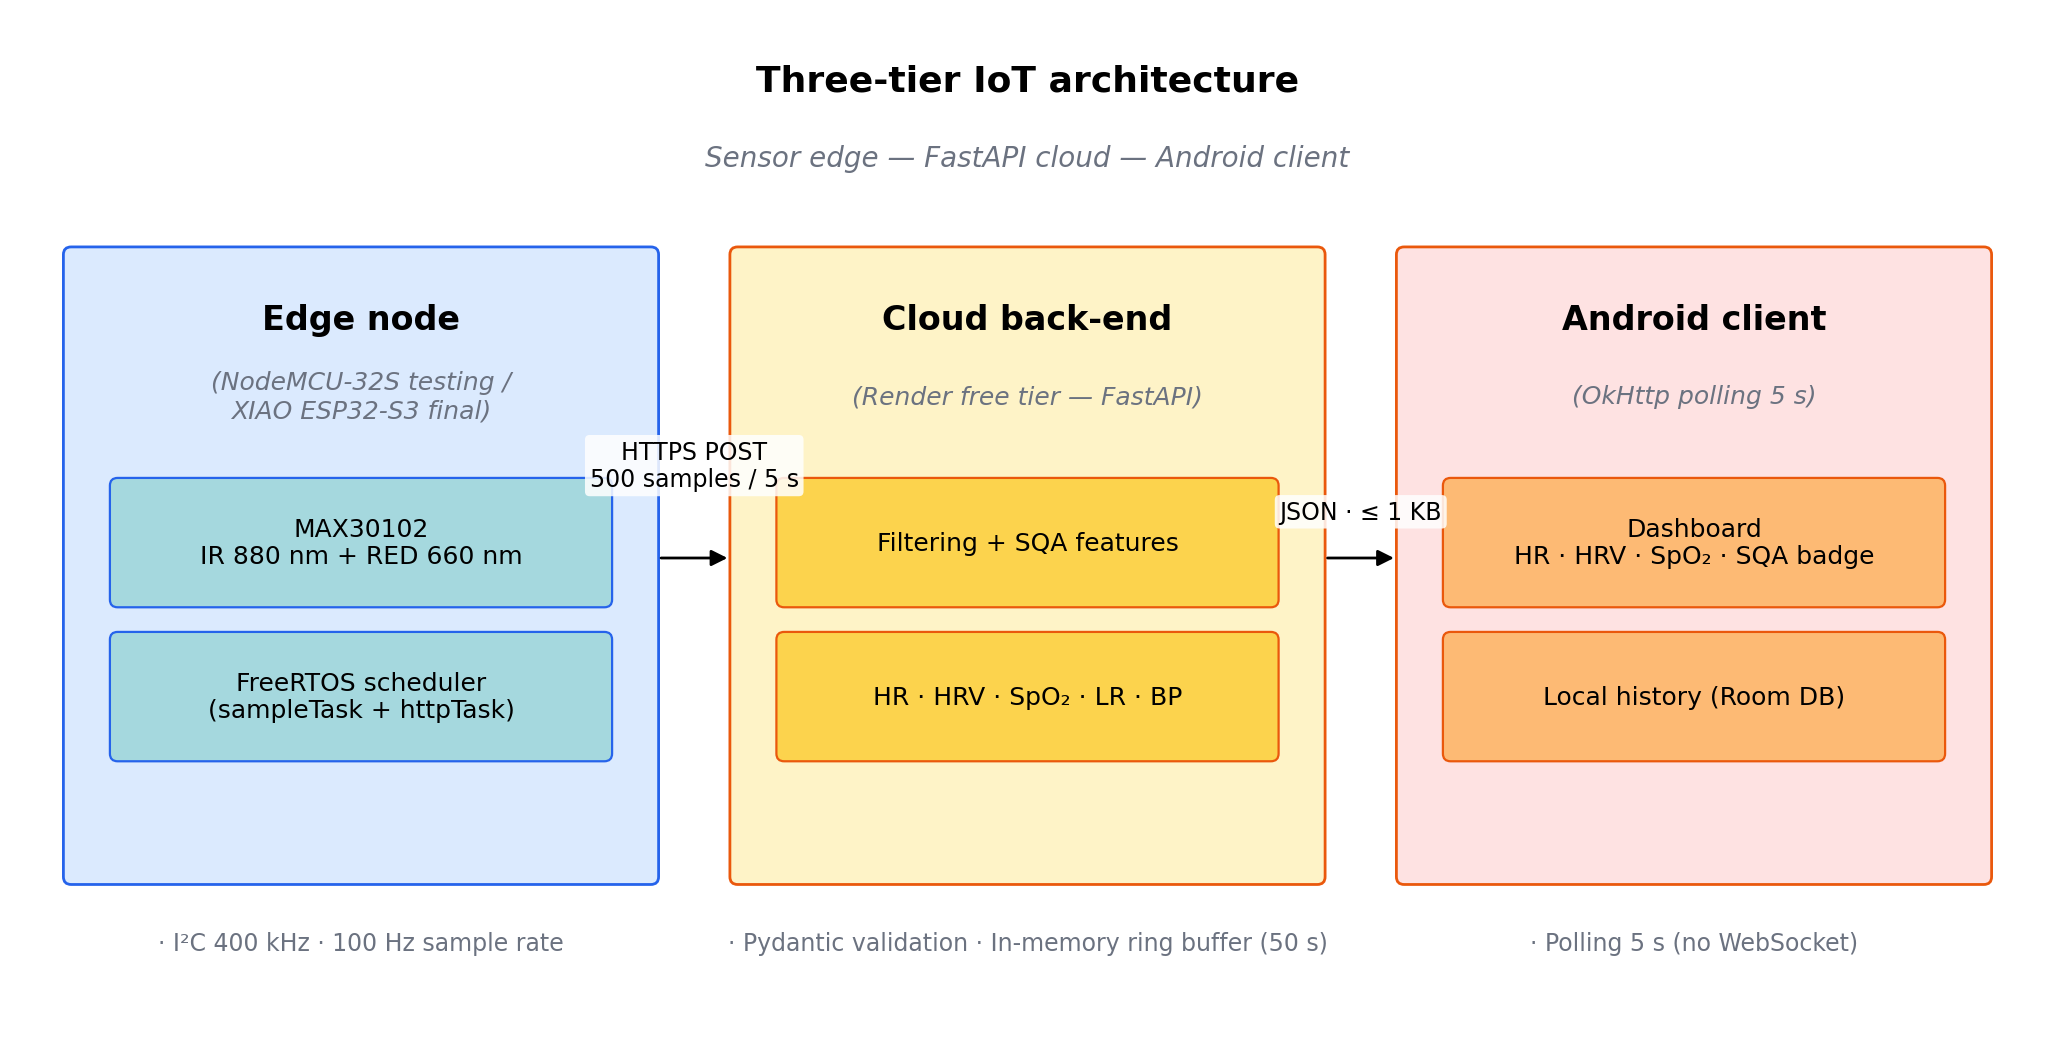 Three-tier IoT architecture
Sensor edge — FastAPI cloud — Android client
Edge node
(NodeMCU-32S testing /
XIAO ESP32-S3 final)
MAX30102
IR 880 nm + RED 660 nm
FreeRTOS scheduler
(sampleTask + httpTask)
· I²C 400 kHz · 100 Hz sample rate
HTTPS POST
500 samples / 5 s
Cloud back-end
(Render free tier — FastAPI)
Filtering + SQA features
HR · HRV · SpO₂ · LR · BP
· Pydantic validation · In-memory ring buffer (50 s)
JSON · ≤ 1 KB
Android client
(OkHttp polling 5 s)
Dashboard
HR · HRV · SpO₂ · SQA badge
Local history (Room DB)
· Polling 5 s (no WebSocket)